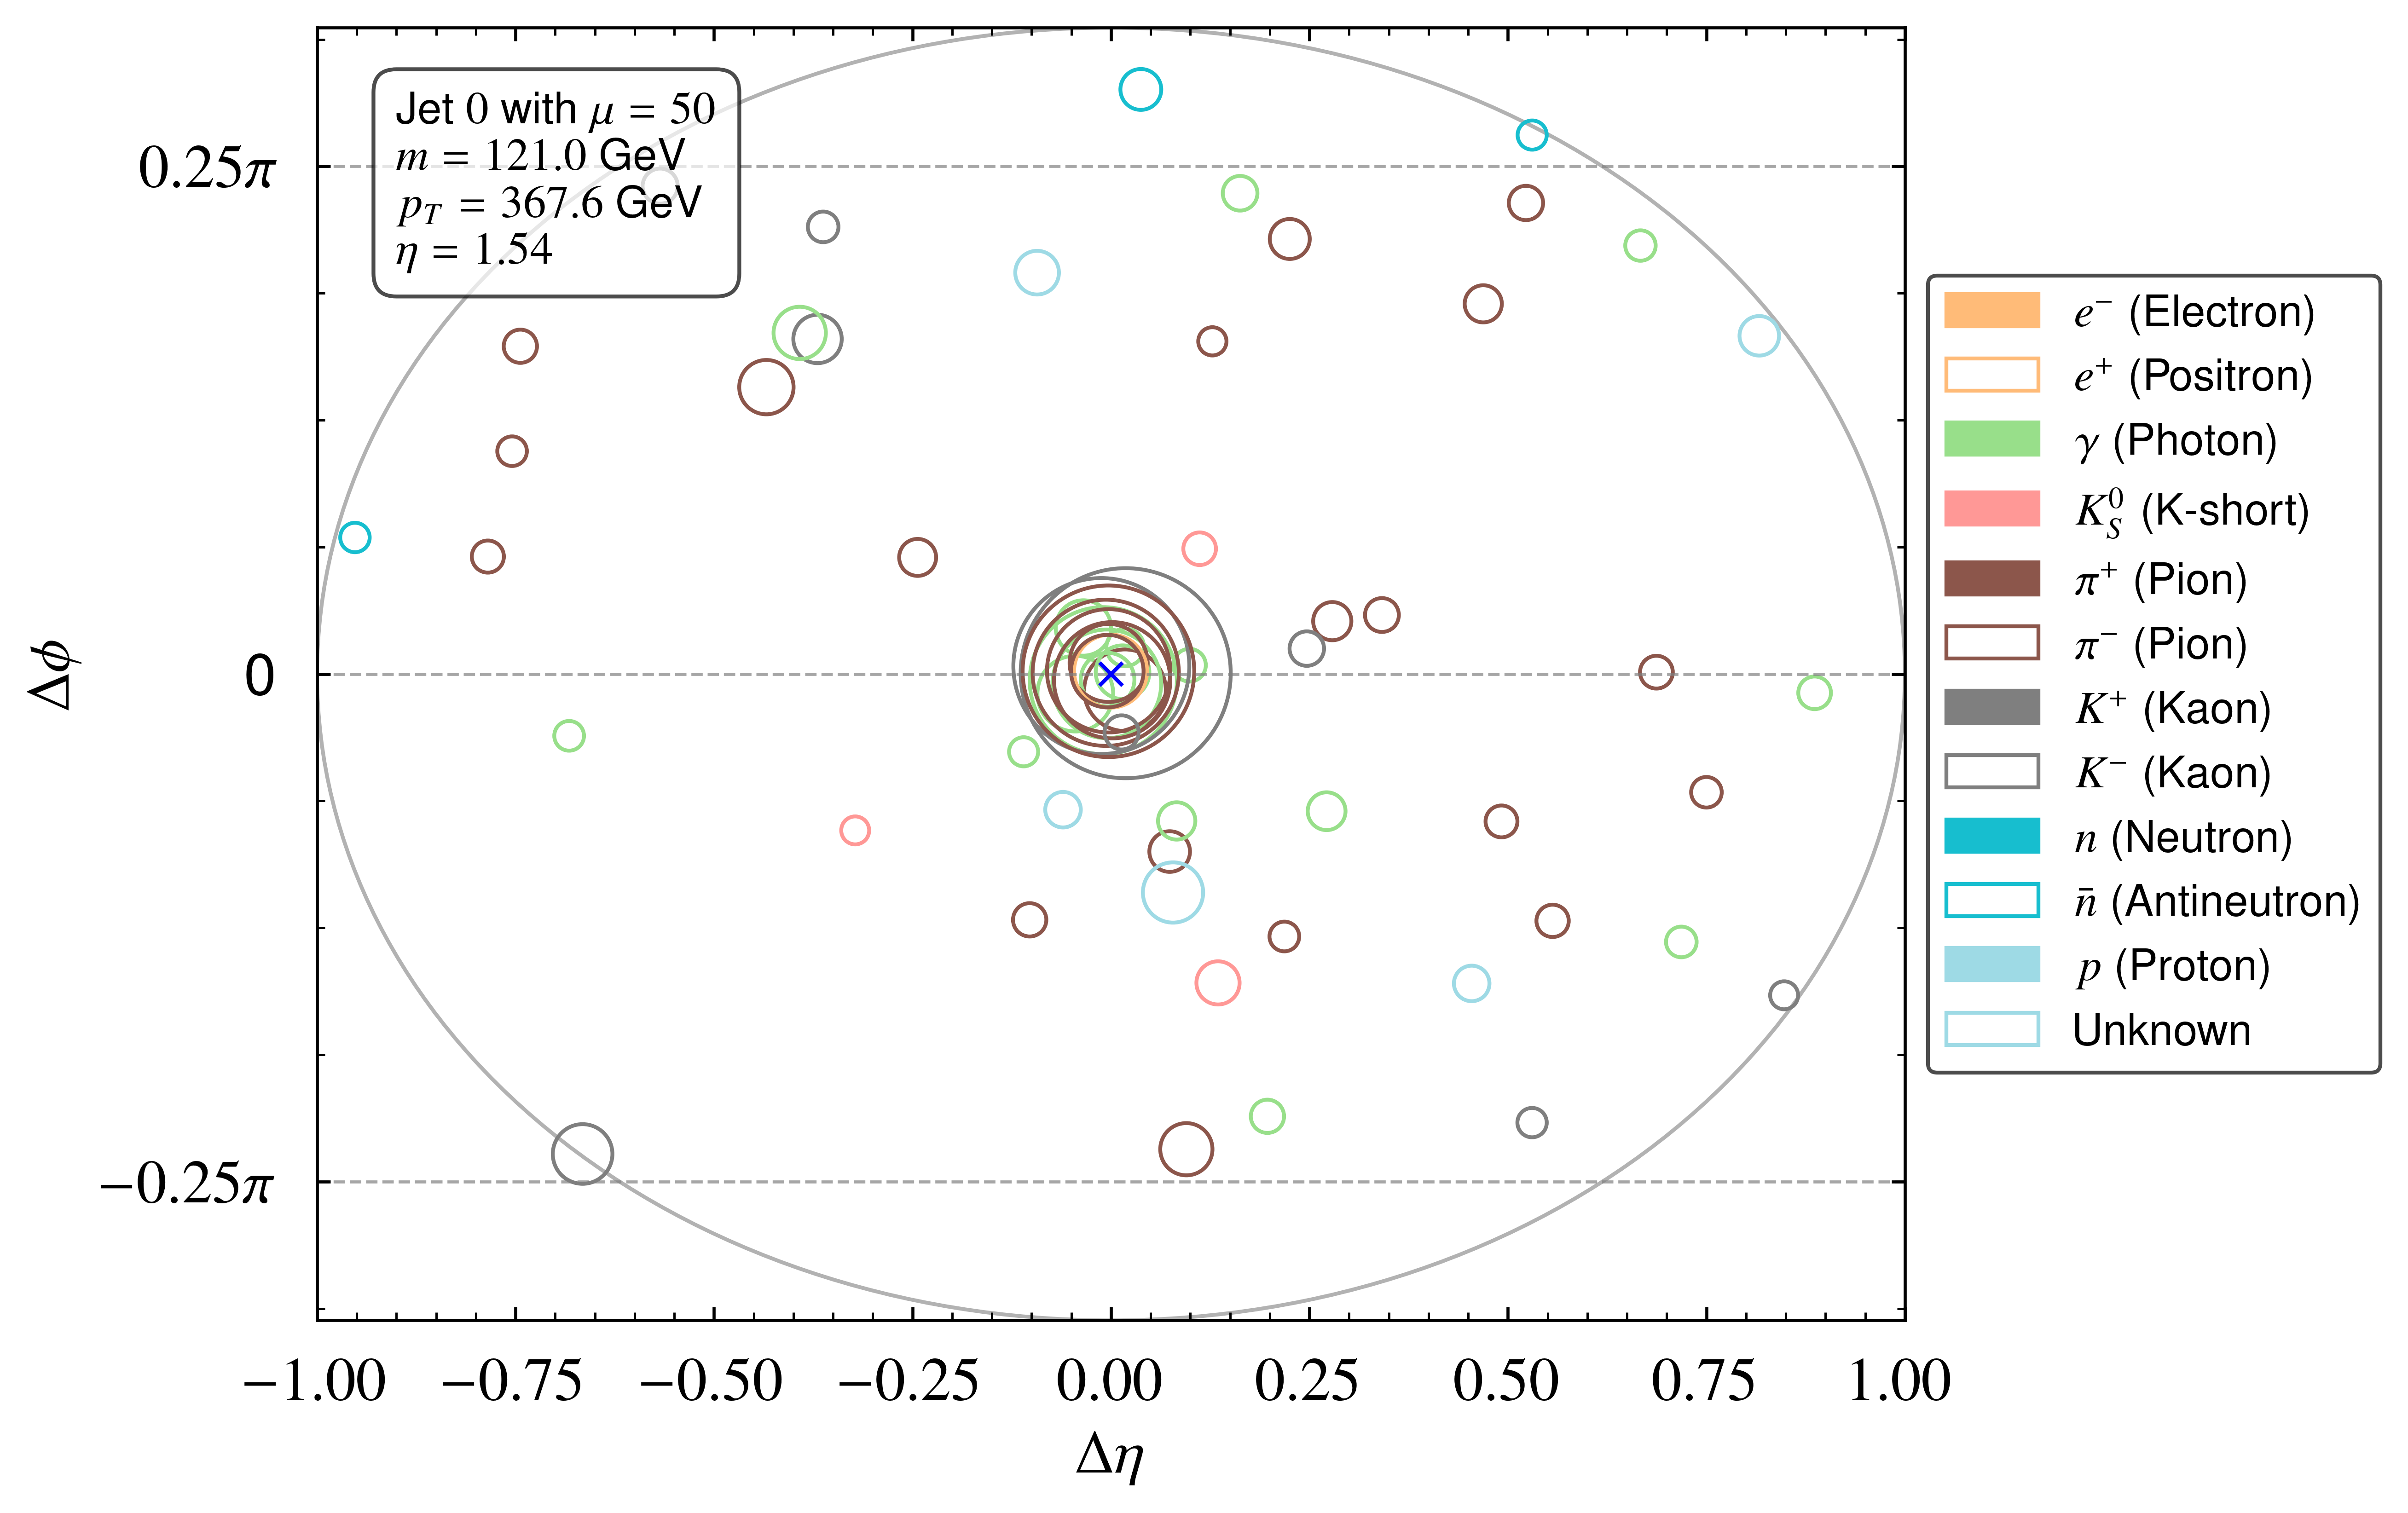 Jet 0 with μ = 50
m = 121.0 GeV
p_T = 367.6 GeV
η = 1.54
0.25π
0
−0.25π
Δϕ
−1.00 −0.75 −0.50 −0.25 0.00 0.25 0.50 0.75 1.00
Δη
e⁻ (Electron)
e⁺ (Positron)
γ (Photon)
K⁰_S (K-short)
π⁺ (Pion)
π⁻ (Pion)
K⁺ (Kaon)
K⁻ (Kaon)
n (Neutron)
n̄ (Antineutron)
p (Proton)
Unknown